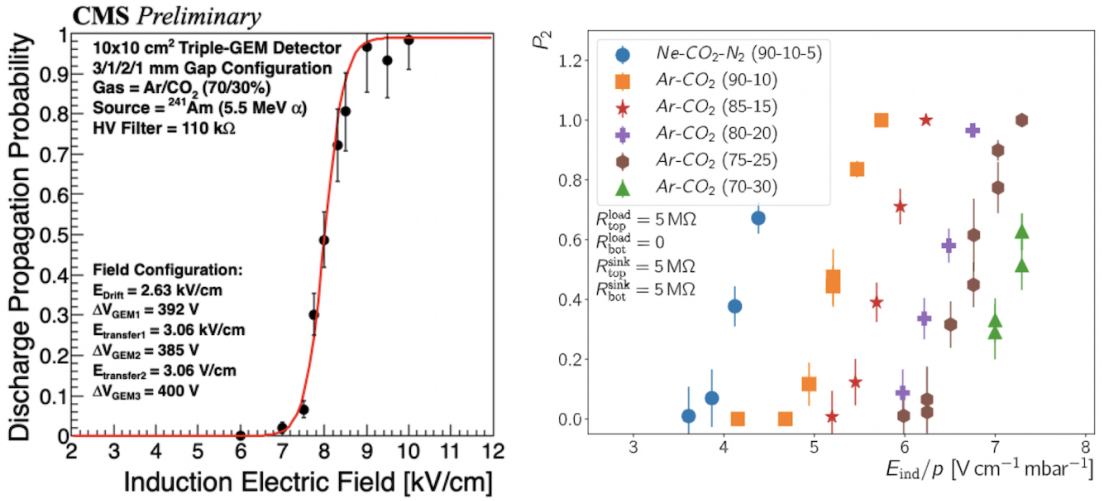 CMS Preliminary
Discharge Propagation Probability
1
0.9
0.8
0.7
0.6
0.5
0.4
0.3
0.2
0.1
0
10x10 cm² Triple-GEM Detector
3/1/2/1 mm Gap Configuration
Gas = Ar/CO₂ (70/30%)
Source = ²⁴¹Am (5.5 MeV α)
HV Filter = 110 kΩ
Field Configuration:
E_Drift = 2.63 kV/cm
ΔV_GEM1 = 392 V
E_transfer1 = 3.06 kV/cm
ΔV_GEM2 = 385 V
E_transfer2 = 3.06 V/cm
ΔV_GEM3 = 400 V
2 3 4 5 6 7 8 9 10 11 12
Induction Electric Field [kV/cm]
P₂
1.2
1.0
0.8
0.6
0.4
0.2
0.0
Ne-CO₂-N₂ (90-10-5)
Ar-CO₂ (90-10)
Ar-CO₂ (85-15)
Ar-CO₂ (80-20)
Ar-CO₂ (75-25)
Ar-CO₂ (70-30)
R_top^load = 5 MΩ
R_bot^load = 0
R_top^sink = 5 MΩ
R_bot^sink = 5 MΩ
3 4 5 6 7 8
E_ind/p [V cm⁻¹ mbar⁻¹]